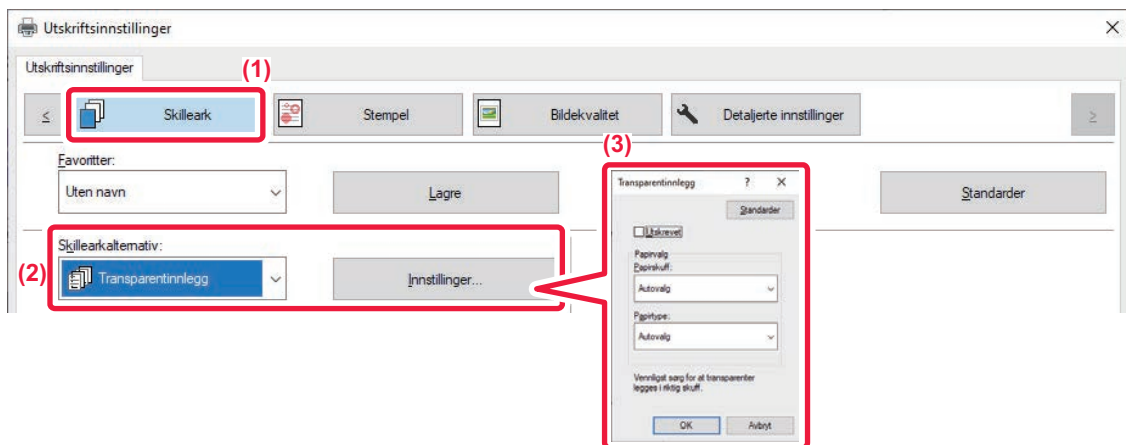 Utskriftsinnstillinger
Utskriftsinnstillinger
(1)
Skilleark
Stempel
Bildekvalitet
Detaljerte innstillinger
Favoritter:
Uten navn
Lagre
Standarder
(2)
Skillearkalternativ:
Transparentinnlegg
Innstillinger...
(3)
Transparentinnlegg
?
Standarder
Utskrevet
Papirvalg
Papirskuff:
Autovalg
Papirtype:
Autovalg
Vennligst sørg for at transparenter
legges i riktig skuff.
OK
Avbryt